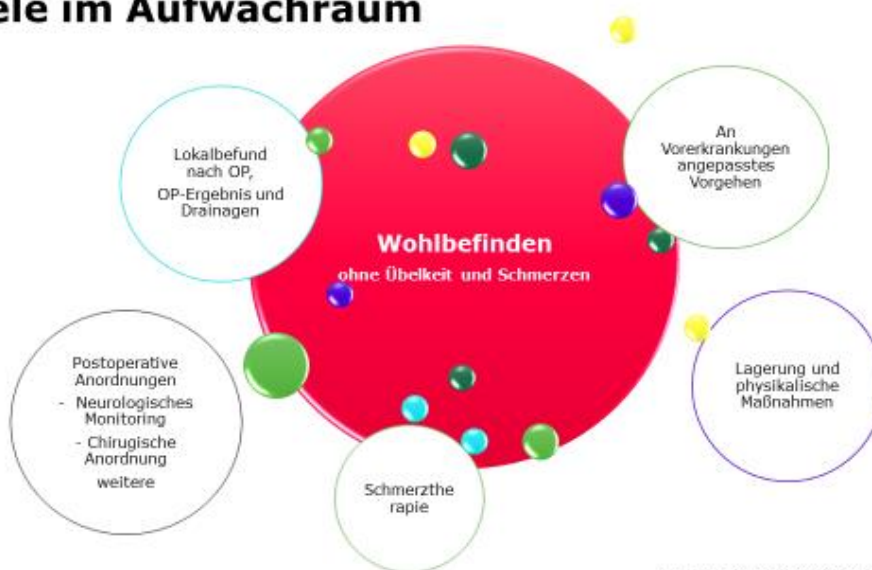 ele im Aufwachraum
Lokalbefund
nach OP,
OP-Ergebnis und
Drainagen
An
Vorerkrankungen
angepasstes
Vorgehen
Wohlbefinden
ohne Übelkeit und Schmerzen
Postoperative
Anordnungen
- Neurologisches
Monitoring
- Chirugische
Anordnung
weitere
Lagerung und
physikalische
Maßnahmen
Schmerzthe
rapie